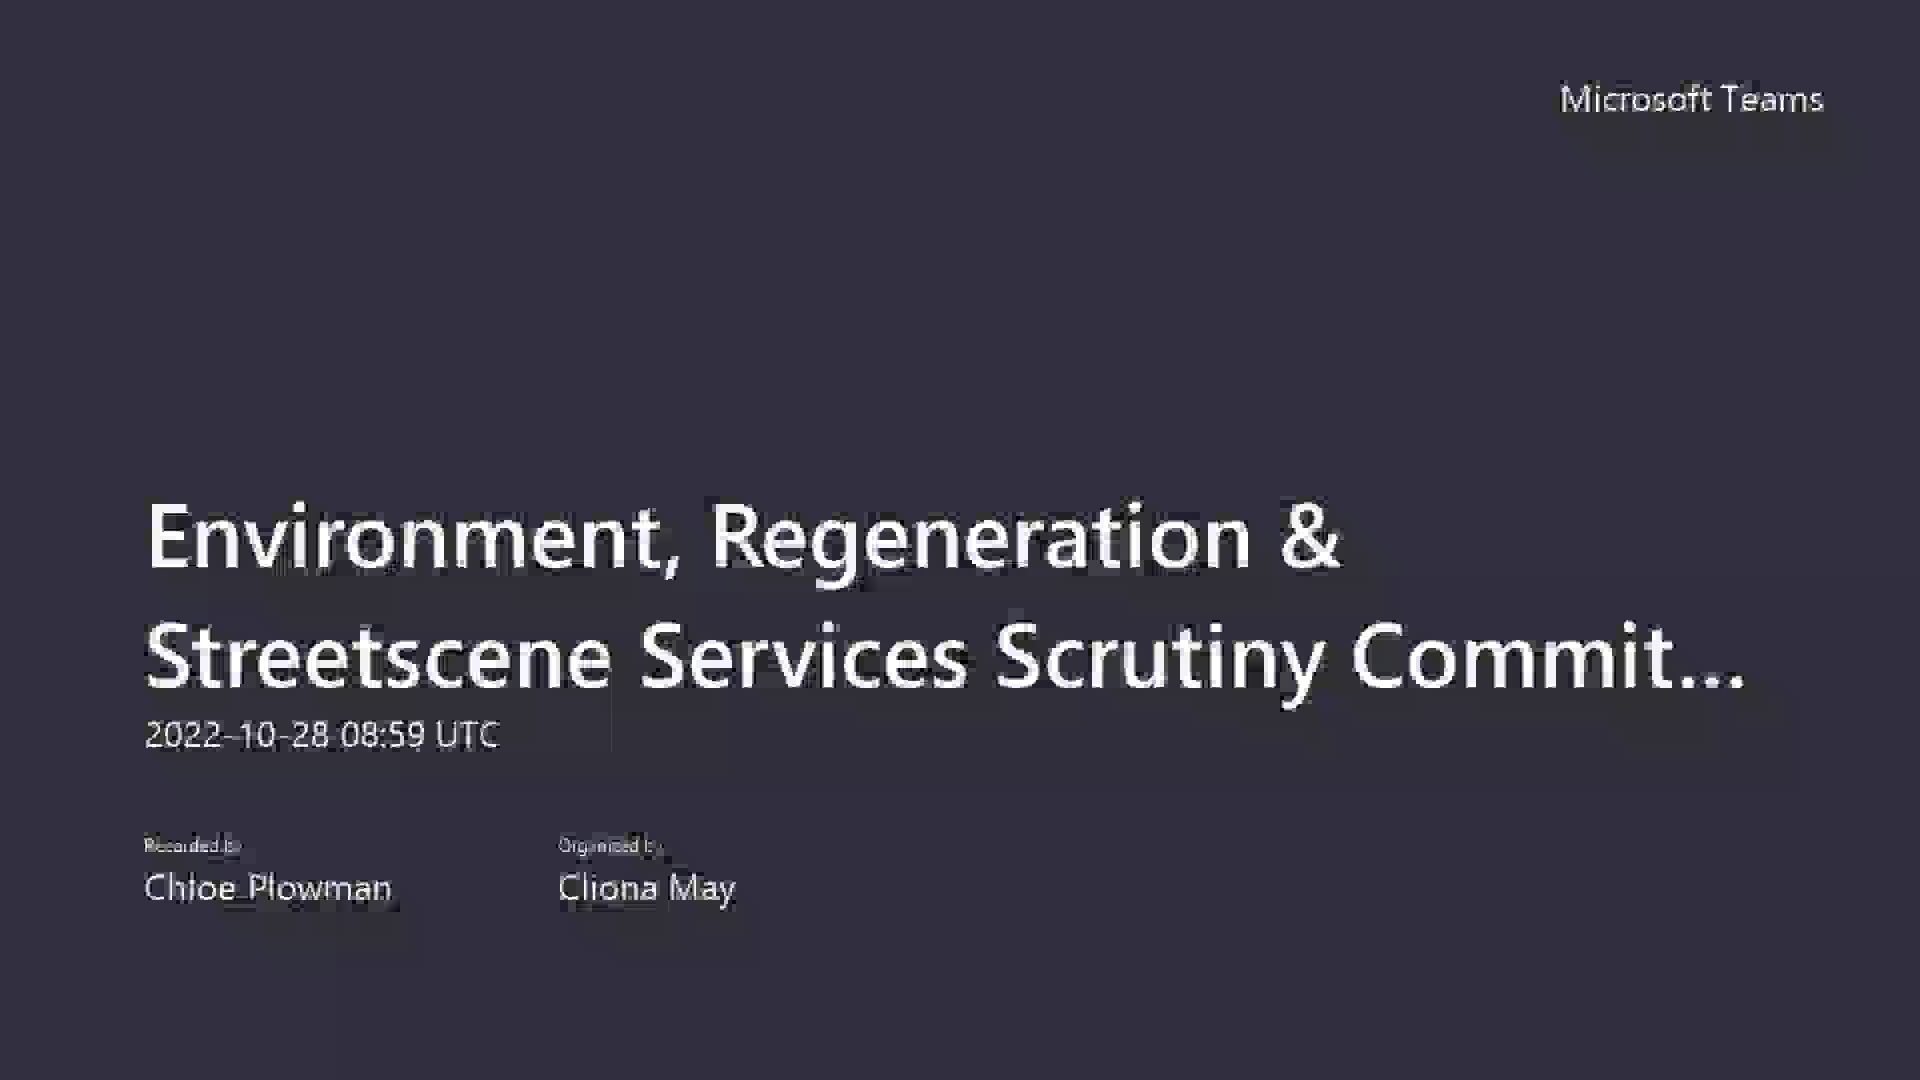 Microsoft Teams
Environment, Regeneration &
Streetscene Services Scrutiny Commit...
2022-10-28 08:59 UTC
Recorded by
Organized by
Chloe Plowman
Cliona May